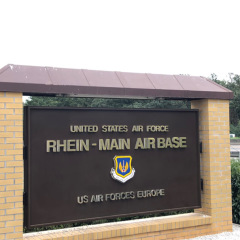 UNITED STATES AIR FORCE
RHEIN-MAIN AIR BASE
US AIR FORCES EUROPE